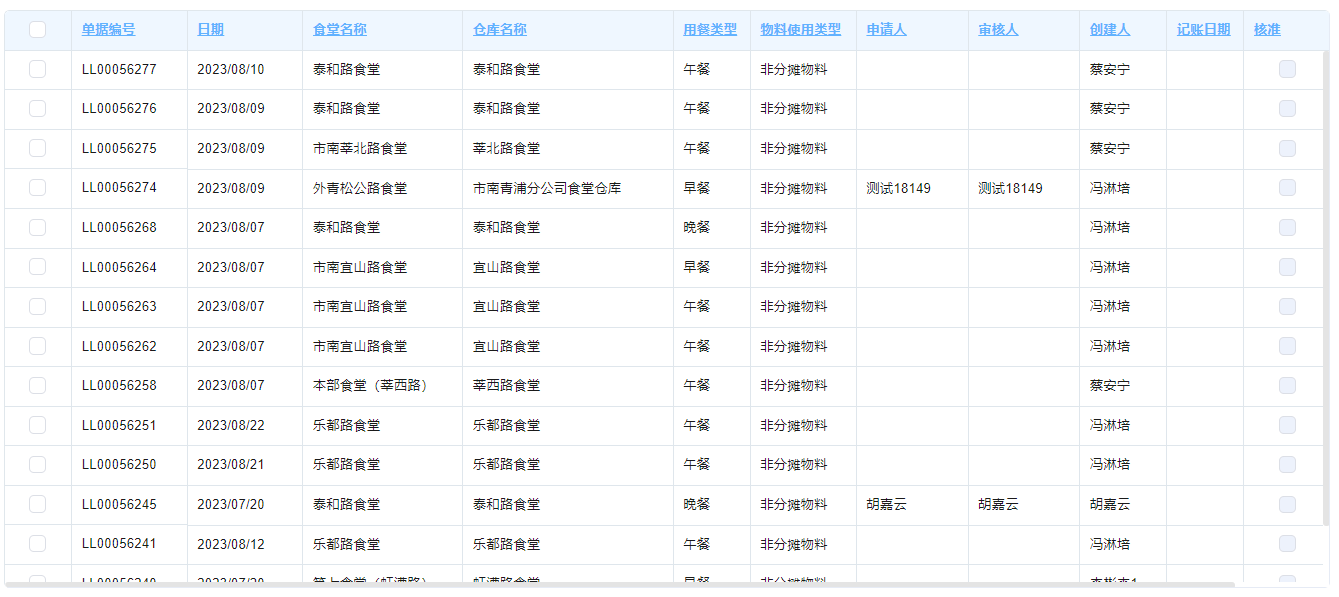 单据编号 日期 食堂名称 仓库名称 用餐类型 物料使用类型 申请人 审核人 创建人 记账日期 核准
LL00056277 2023/08/10 泰和路食堂 泰和路食堂 午餐 非分摊物料 蔡安宁
LL00056276 2023/08/09 泰和路食堂 泰和路食堂 午餐 非分摊物料 蔡安宁
LL00056275 2023/08/09 市南莘北路食堂 莘北路食堂 午餐 非分摊物料 蔡安宁
LL00056274 2023/08/09 外青松公路食堂 市南青浦分公司食堂仓库 早餐 非分摊物料 测试18149 测试18149 冯淋培
LL00056268 2023/08/07 泰和路食堂 泰和路食堂 晚餐 非分摊物料 冯淋培
LL00056264 2023/08/07 市南宜山路食堂 宜山路食堂 早餐 非分摊物料 冯淋培
LL00056263 2023/08/07 市南宜山路食堂 宜山路食堂 午餐 非分摊物料 冯淋培
LL00056262 2023/08/07 市南宜山路食堂 宜山路食堂 午餐 非分摊物料 冯淋培
LL00056258 2023/08/07 本部食堂（莘西路） 莘西路食堂 午餐 非分摊物料 蔡安宁
LL00056251 2023/08/22 乐都路食堂 乐都路食堂 午餐 非分摊物料 冯淋培
LL00056250 2023/08/21 乐都路食堂 乐都路食堂 午餐 非分摊物料 冯淋培
LL00056245 2023/07/20 泰和路食堂 泰和路食堂 晚餐 非分摊物料 胡嘉云 胡嘉云 胡嘉云
LL00056241 2023/08/12 乐都路食堂 乐都路食堂 午餐 非分摊物料 冯淋培